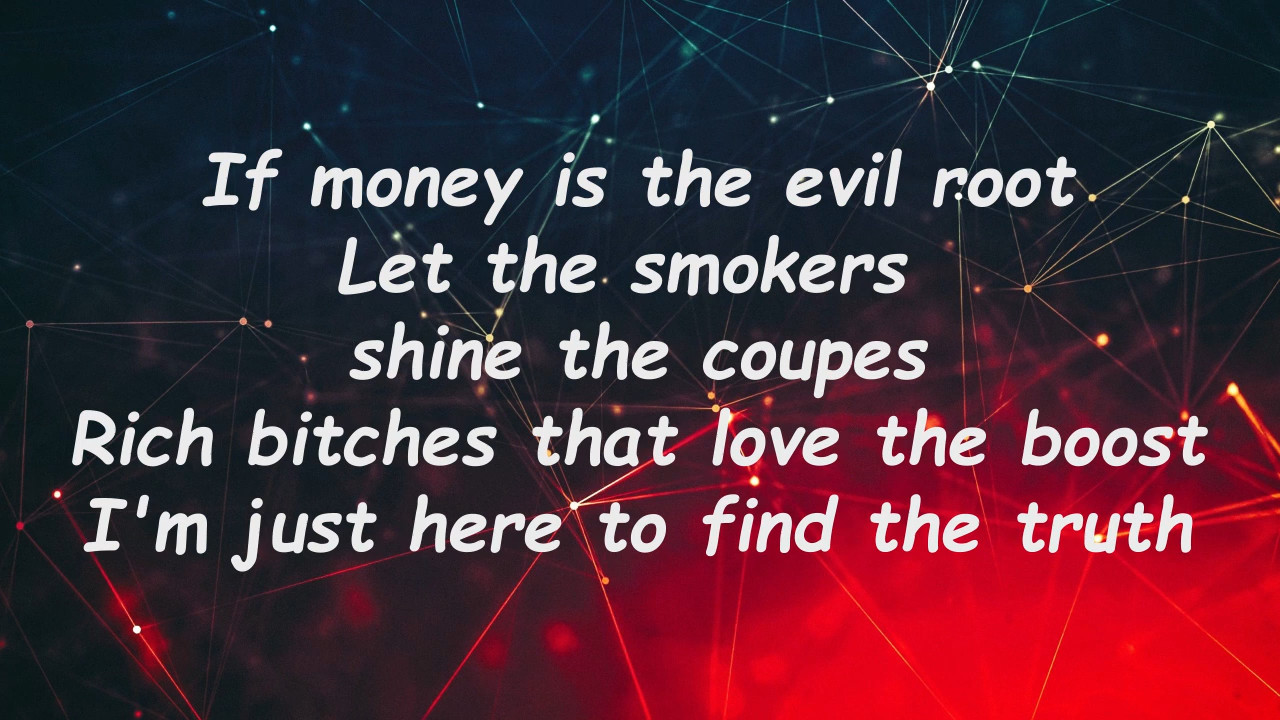 If money is the evil root
Let the smokers
shine the coupes
Rich bitches that love the boost
I'm just here to find the truth